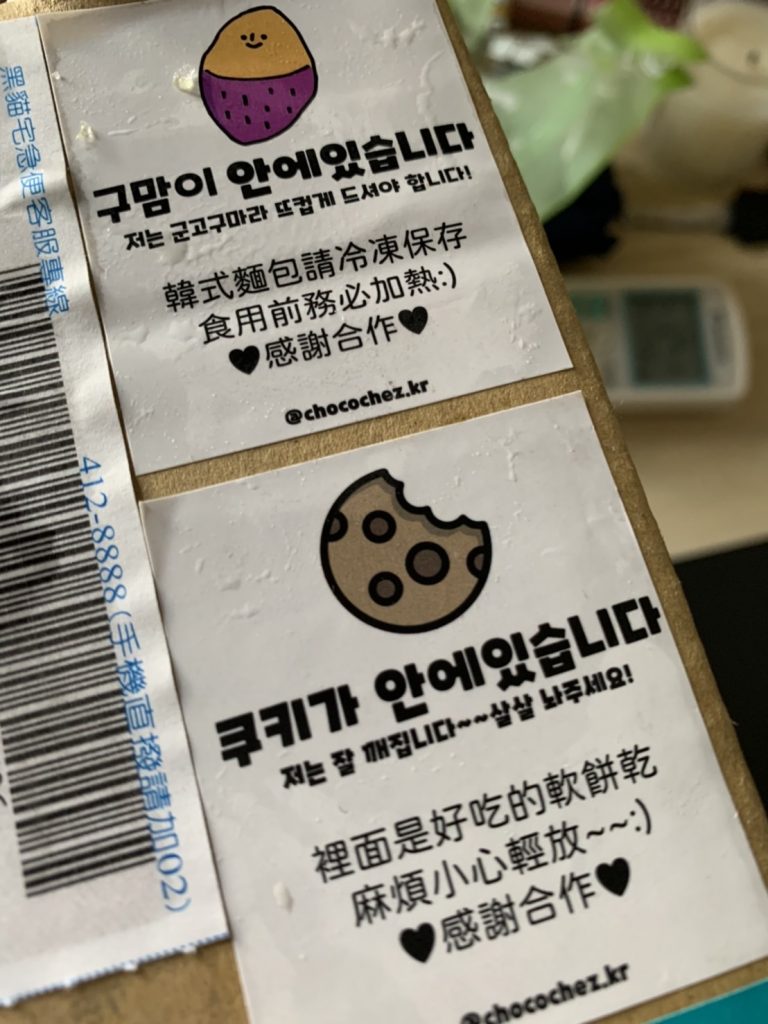 黑貓宅急便客服專線
412-8888(手機直撥請加02)
구맘이 안에있습니다
저는 군고구마라 뜨겁게 드셔야 합니다!
韓式麵包請冷凍保存
食用前務必加熱:)
♥感謝合作♥
@chocochez.kr
쿠키가 안에있습니다
저는 잘 깨집니다~~살살 놔주세요!
裡面是好吃的軟餅乾
麻煩小心輕放~~:)
♥感謝合作♥
@chocochez.kr